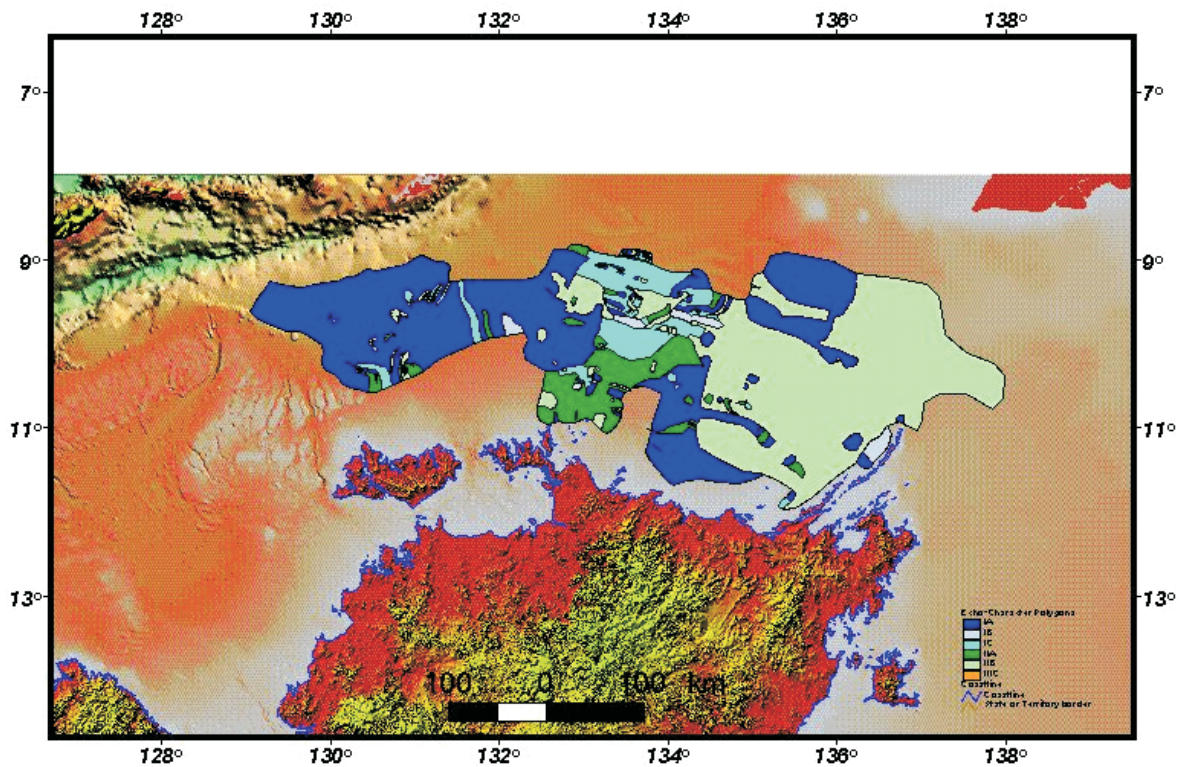 128° 130° 132° 134° 136° 138°
7° 7°
9° 9°
11° 11°
13° 13°
Echo-Character Polygons
IA
IB
IC
IIA
IIB
IIIC
Coastline
Coastline
State or Territory border
100 0 100 km
128° 130° 132° 134° 136° 138°